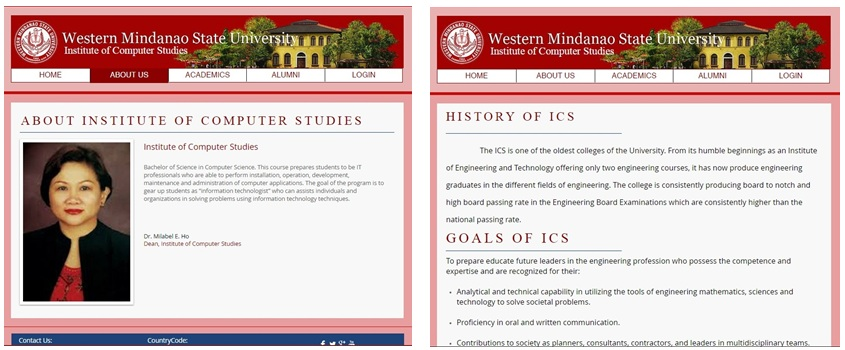 Western Mindanao State University
Institute of Computer Studies
HOME ABOUT US ACADEMICS ALUMNI LOGIN
ABOUT INSTITUTE OF COMPUTER STUDIES
Institute of Computer Studies
Bachelor of Science in Computer Science. This course prepares students to be IT
professionals who are able to perform installation, operation, development,
maintenance and administration of computer applications. The goal of the program is to
gear up students as "information technologist" who can assists individuals and
organizations in solving problems using information technology techniques.
Dr. Milabel E. Ho
Dean, Institute of Computer Studies
Contact Us: CountryCode:
Western Mindanao State University
Institute of Computer Studies
HOME ABOUT US ACADEMICS ALUMNI LOGIN
HISTORY OF ICS
The ICS is one of the oldest colleges of the University. From its humble beginnings as an Institute
of Engineering and Technology offering only two engineering courses, it has now produce engineering
graduates in the different fields of engineering. The college is consistently producing board to notch and
high board passing rate in the Engineering Board Examinations which are consistently higher than the
national passing rate.
GOALS OF ICS
To prepare educate future leaders in the engineering profession who possess the competence and
expertise and are recognized for their:
• Analytical and technical capability in utilizing the tools of engineering mathematics, sciences and
technology to solve societal problems.
• Proficiency in oral and written communication.
• Contributions to society as planners, consultants, contractors, and leaders in multidisciplinary teams.